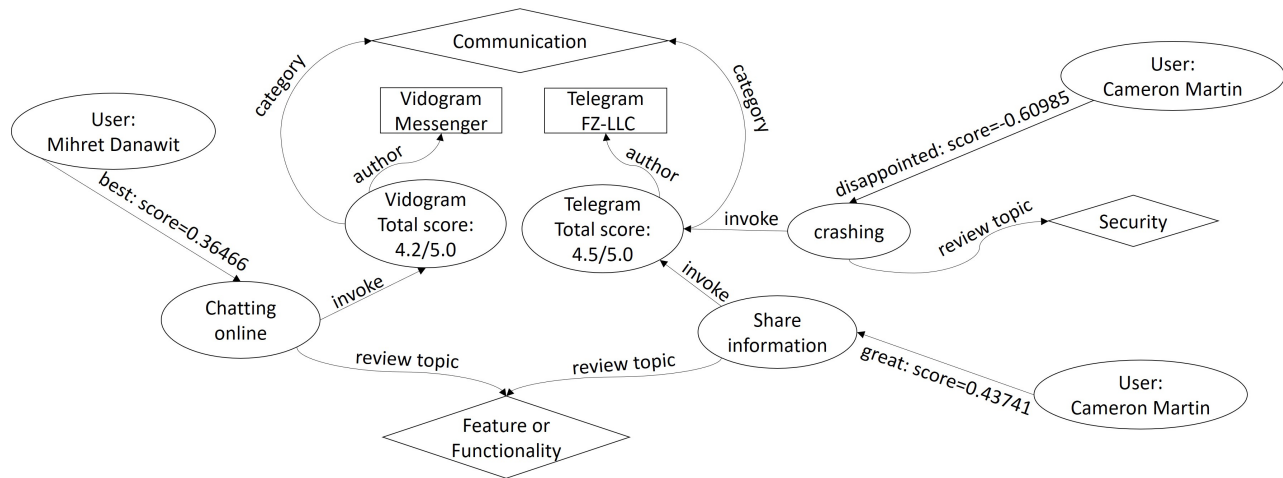 Communication
category
category
User:
Cameron Martin
Vidogram
Messenger
Telegram
FZ-LLC
User:
Mihret Danawit
disappointed: score=-0.60985
author
author
best: score=0.36466
Vidogram
Total score:
4.2/5.0
Telegram
Total score:
4.5/5.0
invoke
crashing
review topic
Security
invoke
invoke
Chatting
online
Share
information
review topic
review topic
great: score=0.43741
User:
Cameron Martin
Feature or
Functionality